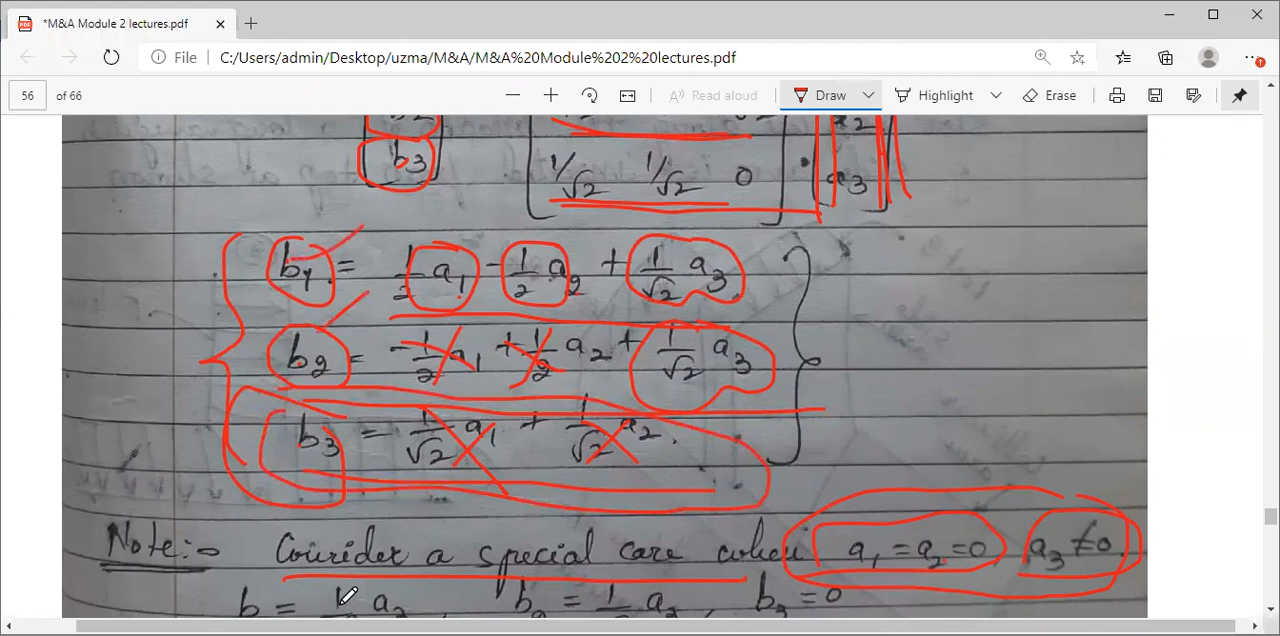 *M&A Module 2 lectures.pdf
File C:/Users/admin/Desktop/uzma/M&A/M&A%20Module%202%20lectures.pdf
56 of 66 Read aloud Draw Highlight Erase
b3 1/√2 1/√2 0 · a3
b1 = 1/2 a1 - 1/2 a2 + 1/√2 a3
b2 = -1/2 a1 + 1/2 a2 + 1/√2 a3
b3 = 1/√2 a1 + 1/√2 a2.
Note:- Consider a special case when a1 = a2 = 0 a3 ≠ 0
b = a3, = a3, b3 = 0